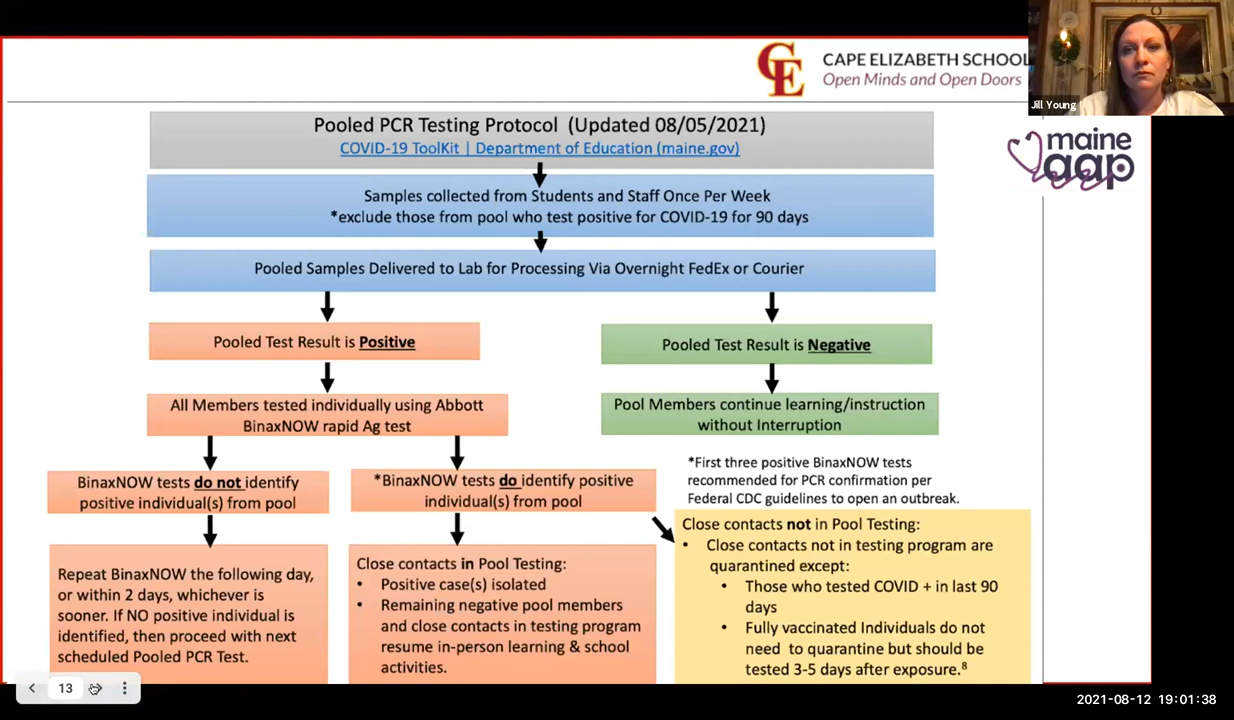 CE
CAPE ELIZABETH SCHOOL
Open Minds and Open Doors
Jill Young
maine
aap
Pooled PCR Testing Protocol (Updated 08/05/2021)
COVID-19 ToolKit | Department of Education (maine.gov)
Samples collected from Students and Staff Once Per Week
*exclude those from pool who test positive for COVID-19 for 90 days
Pooled Samples Delivered to Lab for Processing Via Overnight FedEx or Courier
Pooled Test Result is Positive
Pooled Test Result is Negative
All Members tested individually using Abbott
BinaxNOW rapid Ag test
Pool Members continue learning/instruction
without Interruption
BinaxNOW tests do not identify
positive individual(s) from pool
*BinaxNOW tests do identify positive
individual(s) from pool
*First three positive BinaxNOW tests
recommended for PCR confirmation per
Federal CDC guidelines to open an outbreak.
Repeat BinaxNOW the following day,
or within 2 days, whichever is
sooner. If NO positive individual is
identified, then proceed with next
scheduled Pooled PCR Test.
Close contacts in Pool Testing:
• Positive case(s) isolated
• Remaining negative pool members
and close contacts in testing program
resume in-person learning & school
activities.
Close contacts not in Pool Testing:
• Close contacts not in testing program are
quarantined except:
• Those who tested COVID + in last 90
days
• Fully vaccinated Individuals do not
need to quarantine but should be
tested 3-5 days after exposure.8
13
2021-08-12 19:01:38